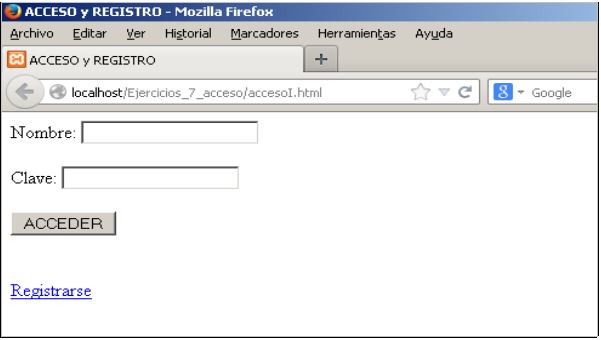 ACCESO y REGISTRO - Mozilla Firefox
Archivo Editar Ver Historial Marcadores Herramientas Ayuda
ACCESO y REGISTRO +
localhost/Ejercicios_7_acceso/accesoI.html 8 Google
Nombre:
Clave:
ACCEDER
Registrarse